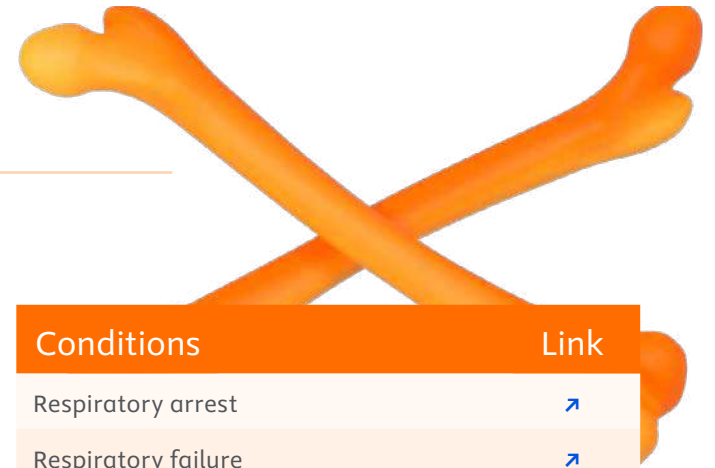 Conditions Link
Respiratory arrest ↗
Respiratory failure ↗